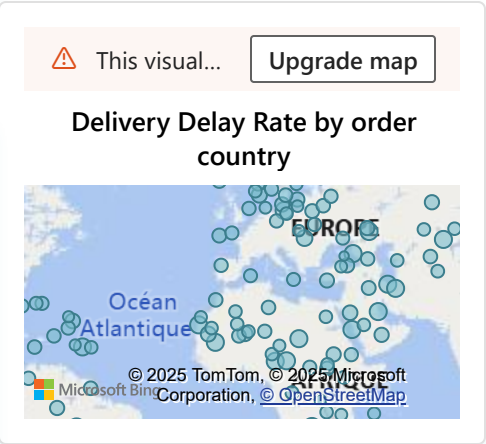 This visual...
Upgrade map
Delivery Delay Rate by order
country
EUROPE
Océan
Atlantique
AFRIQUE
© 2025 TomTom, © 2025 Microsoft
Microsoft Bing
Corporation, © OpenStreetMap